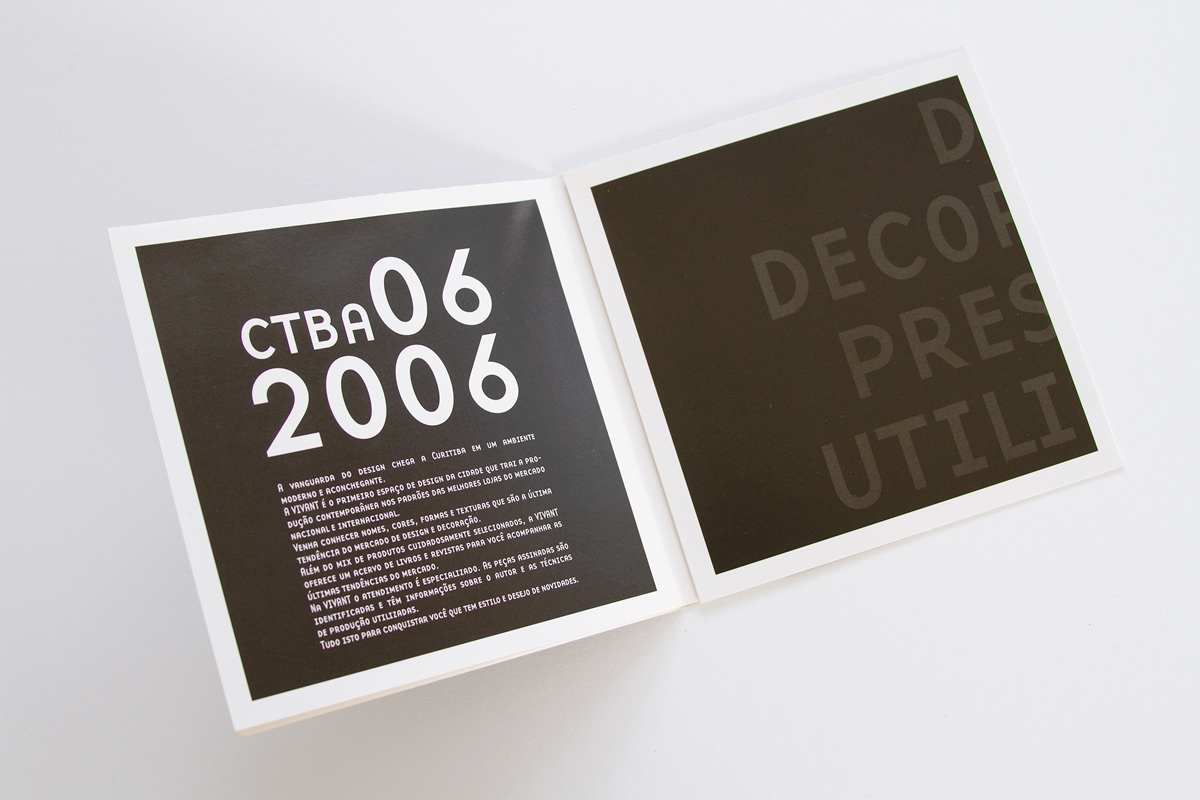 CTBA06
2006
A VANGUARDA DO DESIGN CHEGA A CURITIBA EM UM AMBIENTE
MODERNO E ACONCHEGANTE.
A VIVANT É O PRIMEIRO ESPAÇO DE DESIGN DA CIDADE QUE TRAZ A PRO-
DUÇÃO CONTEMPORÂNEA NOS PADRÕES DAS MELHORES LOJAS DO MERCADO
NACIONAL E INTERNACIONAL.
VENHA CONHECER NOMES, CORES, FORMAS E TEXTURAS QUE SÃO A ÚLTIMA
TENDÊNCIA DO MERCADO DE DESIGN E DECORAÇÃO.
ALÉM DO MIX DE PRODUTOS CUIDADOSAMENTE SELECIONADOS, A VIVANT
OFERECE UM ACERVO DE LIVROS E REVISTAS PARA VOCÊ ACOMPANHAR AS
ÚLTIMAS TENDÊNCIAS DO MERCADO.
NA VIVANT O ATENDIMENTO É ESPECIALIZADO. AS PEÇAS ASSINADAS SÃO
IDENTIFICADAS E TÊM INFORMAÇÕES SOBRE O AUTOR E AS TÉCNICAS
DE PRODUÇÃO UTILIZADAS.
TUDO ISTO PARA CONQUISTAR VOCÊ QUE TEM ESTILO E DESEJO DE NOVIDADES.
D
DECOR
PRES
UTILI